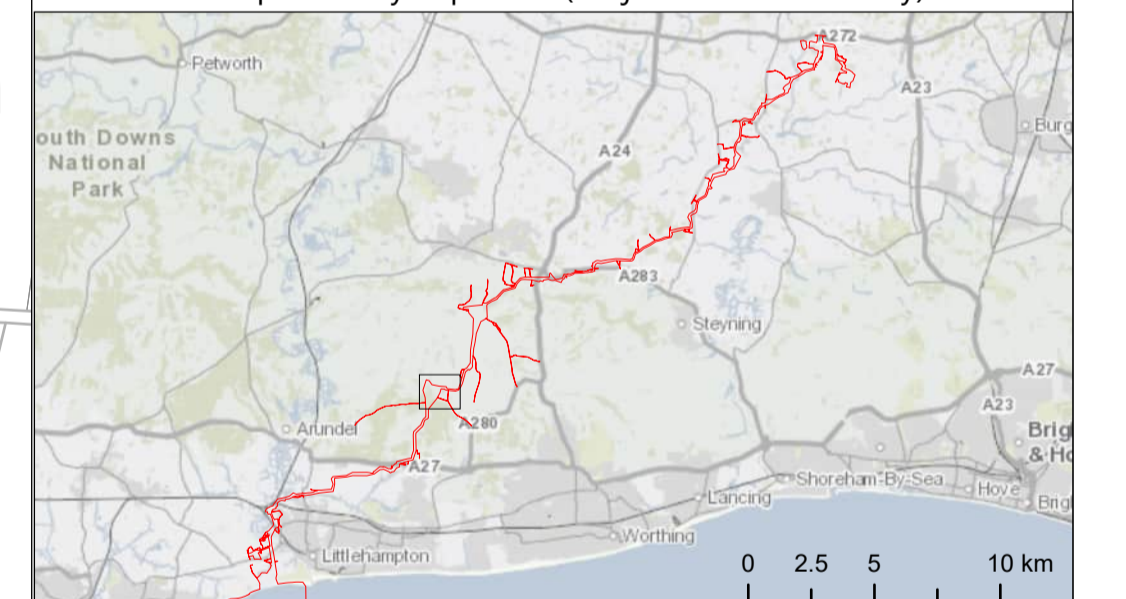 A272
Petworth
A23
Burg
outh Downs
National
Park
A24
A283
Steyning
A27
A23
Arundel
A280
Brig
& Ho
A27
Shoreham-By-Sea
Hove
Lancing
Brig
Worthing
Littlehampton
0 2.5 5 10 km